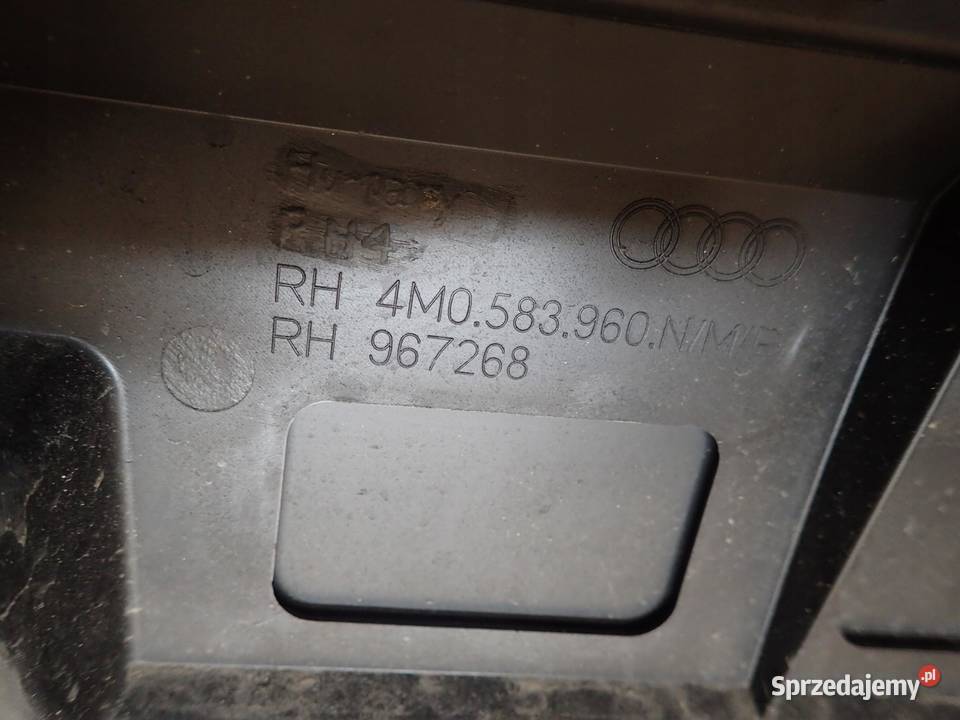 RH 4M0.583.960.N/M/F
RH 967268
Sprzedajemy.pl